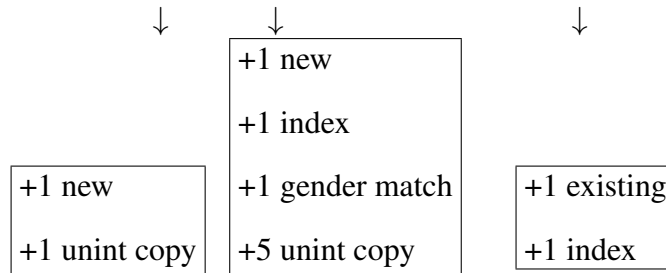 ↓ ↓ ↓
+1 new
+1 index
+1 gender match
+5 unint copy
+1 new
+1 unint copy
+1 existing
+1 index